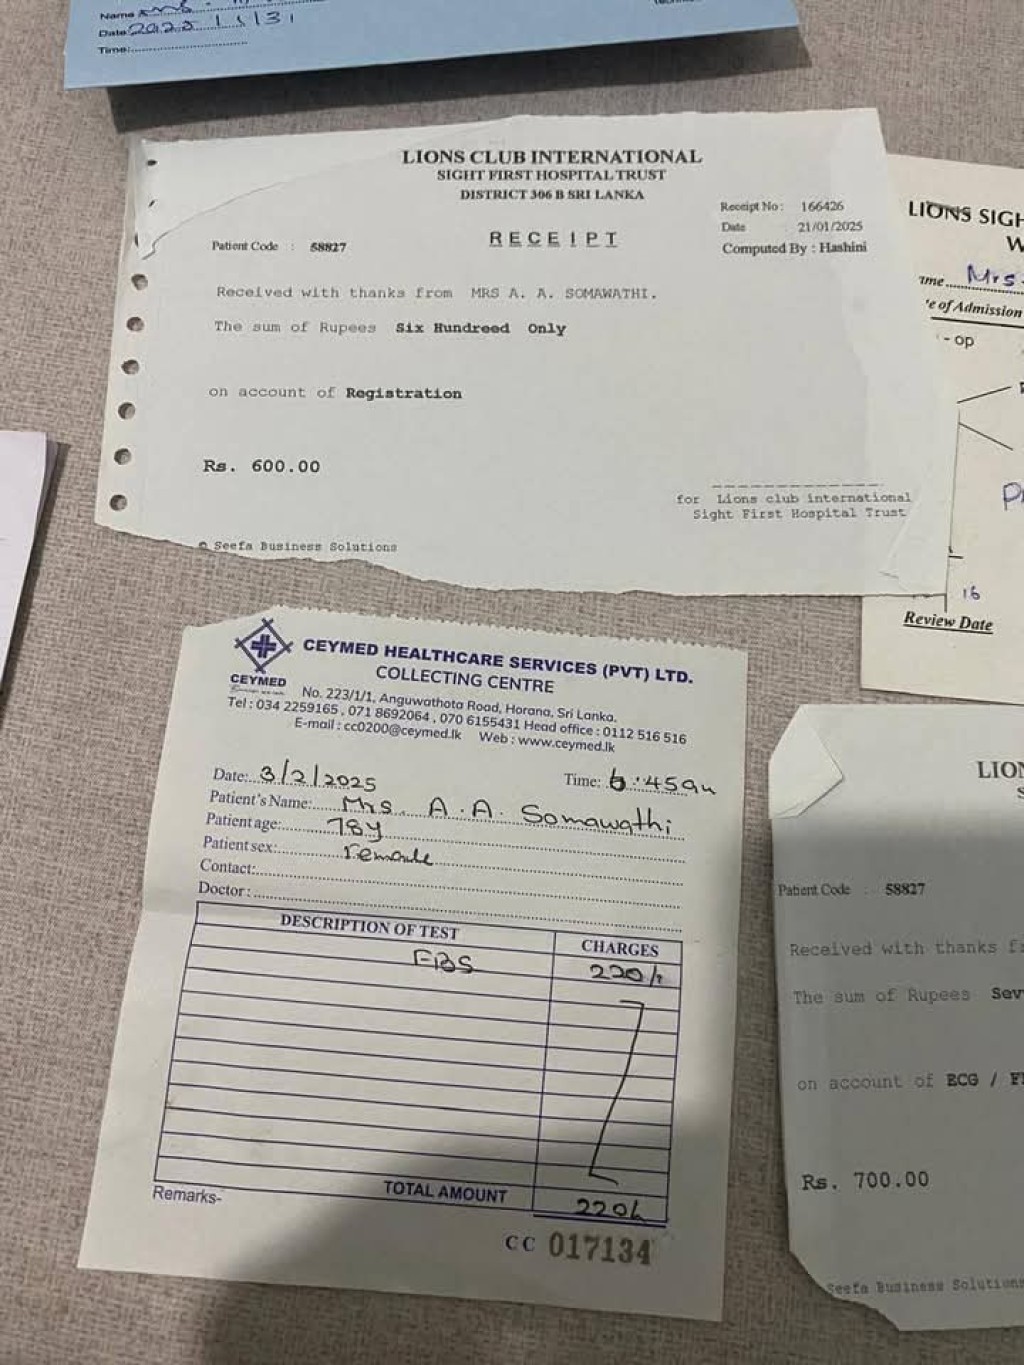 Name
Date 2025/1/31
Time:
LIONS CLUB INTERNATIONAL
SIGHT FIRST HOSPITAL TRUST
DISTRICT 306 B SRI LANKA
Receipt No : 166426
Date 21/01/2025
Computed By : Hashini
Patient Code : 58827
RECEIPT
Received with thanks from MRS A. A. SOMAWATHI.
The sum of Rupees Six Hundreed Only
on account of Registration
Rs. 600.00
for Lions club international
Sight First Hospital Trust
© Seefa Business Solutions
LIONS SIGH
W
me Mrs.
e of Admission
- op
16
Review Date
CEYMED HEALTHCARE SERVICES (PVT) LTD.
COLLECTING CENTRE
CEYMED
No. 223/1/1, Anguwathota Road, Horana, Sri Lanka.
Tel : 034 2259165 , 071 8692064 , 070 6155431 Head office : 0112 516 516
E-mail : cc0200@ceymed.lk Web : www.ceymed.lk
Date: 3/2/2025 Time: 6.45am
Patient's Name: Mrs. A.A. Somawathi
Patient age: 78y
Patient sex: Female
Contact:
Doctor :
DESCRIPTION OF TEST CHARGES
FBS 220/-
TOTAL AMOUNT 220/-
Remarks-
CC 017134
LION
S
Patient Code : 58827
Received with thanks f
The sum of Rupees Sev
on account of ECG / F
Rs. 700.00
Seefa Business Solutions